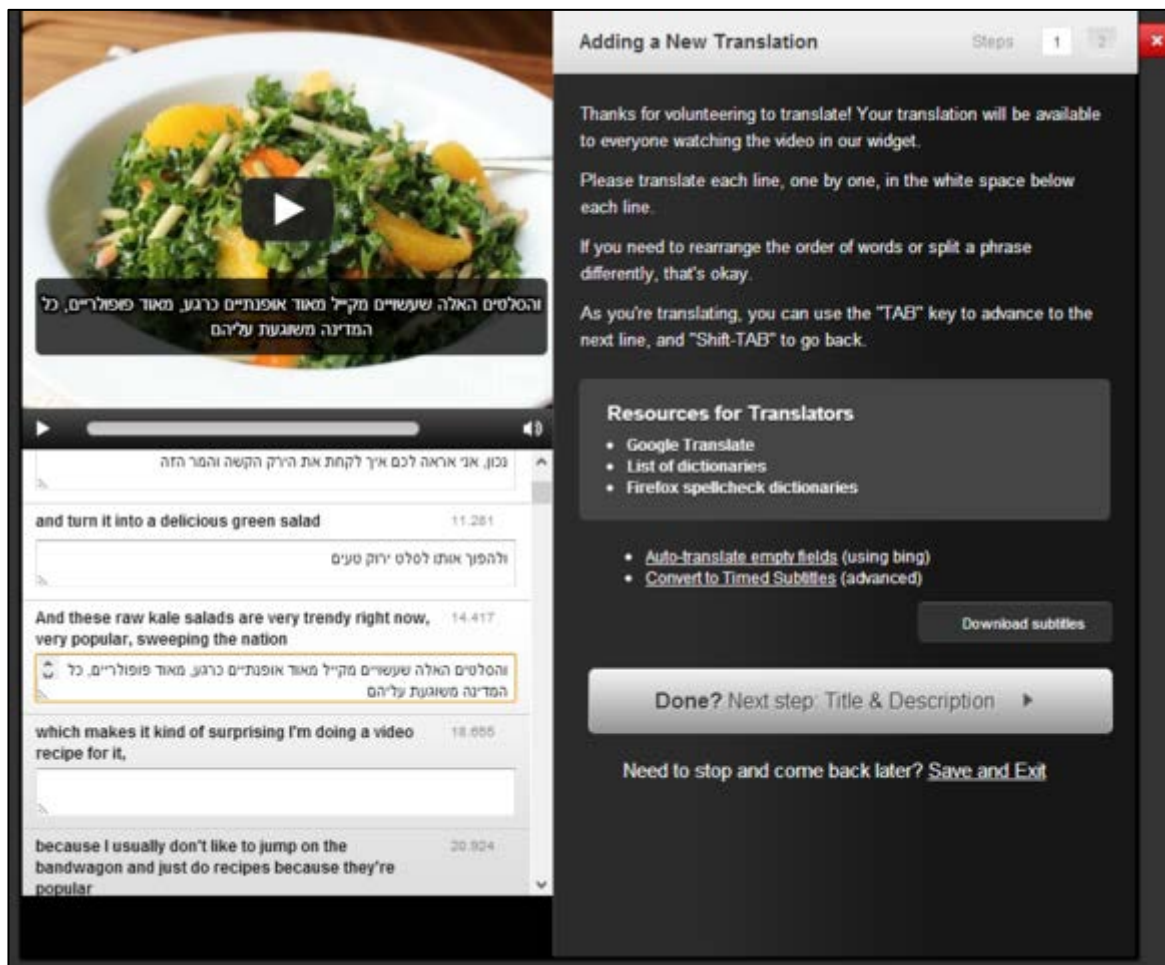 והסלטים האלה שעשויים מקייל מאוד אופנתיים כרגע, מאוד פופולריים, כל
המדינה משוגעת עליהם
נכון, אני אראה לכם איך לקחת את הירק הקשה והמר הזה
and turn it into a delicious green salad 11.281
ולהפוך אותו לסלט ירוק טעים
And these raw kale salads are very trendy right now, 14.417
very popular, sweeping the nation
והסלטים האלה שעשויים מקייל מאוד אופנתיים כרגע, מאוד פופולריים, כל
המדינה משוגעת עליהם
which makes it kind of surprising I'm doing a video 18.655
recipe for it,
because I usually don't like to jump on the 20.924
bandwagon and just do recipes because they're
popular
Adding a New Translation Steps 1 2
Thanks for volunteering to translate! Your translation will be available
to everyone watching the video in our widget.
Please translate each line, one by one, in the white space below
each line.
If you need to rearrange the order of words or split a phrase
differently, that's okay.
As you're translating, you can use the "TAB" key to advance to the
next line, and "Shift-TAB" to go back.
Resources for Translators
Google Translate
List of dictionaries
Firefox spellcheck dictionaries
Auto-translate empty fields (using bing)
Convert to Timed Subtitles (advanced)
Download subtitles
Done? Next step: Title & Description
Need to stop and come back later? Save and Exit